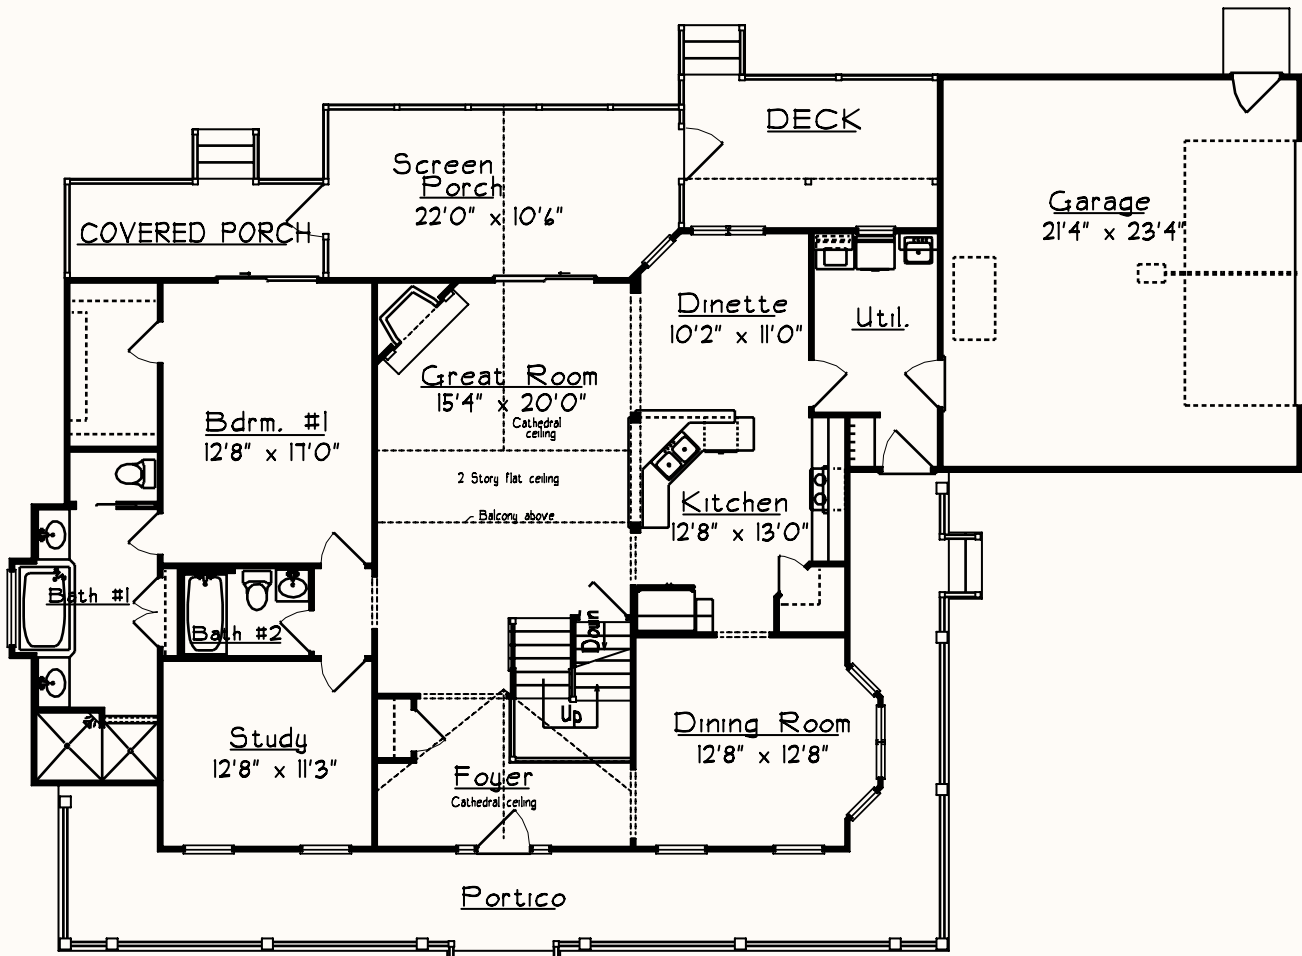 DECK
Screen
Porch
22'0" x 10'6"
COVERED PORCH
Garage
21'4" x 23'4"
Dinette
10'2" x 11'0"
Util.
Great Room
15'4" x 20'0"
Cathedral
ceiling
Bdrm. #1
12'8" x 17'0"
2 Story flat ceiling
Balcony above
Kitchen
12'8" x 13'0"
Bath #1
Bath #2
Down
Up
Study
12'8" x 11'3"
Dining Room
12'8" x 12'8"
Foyer
Cathedral ceiling
Portico